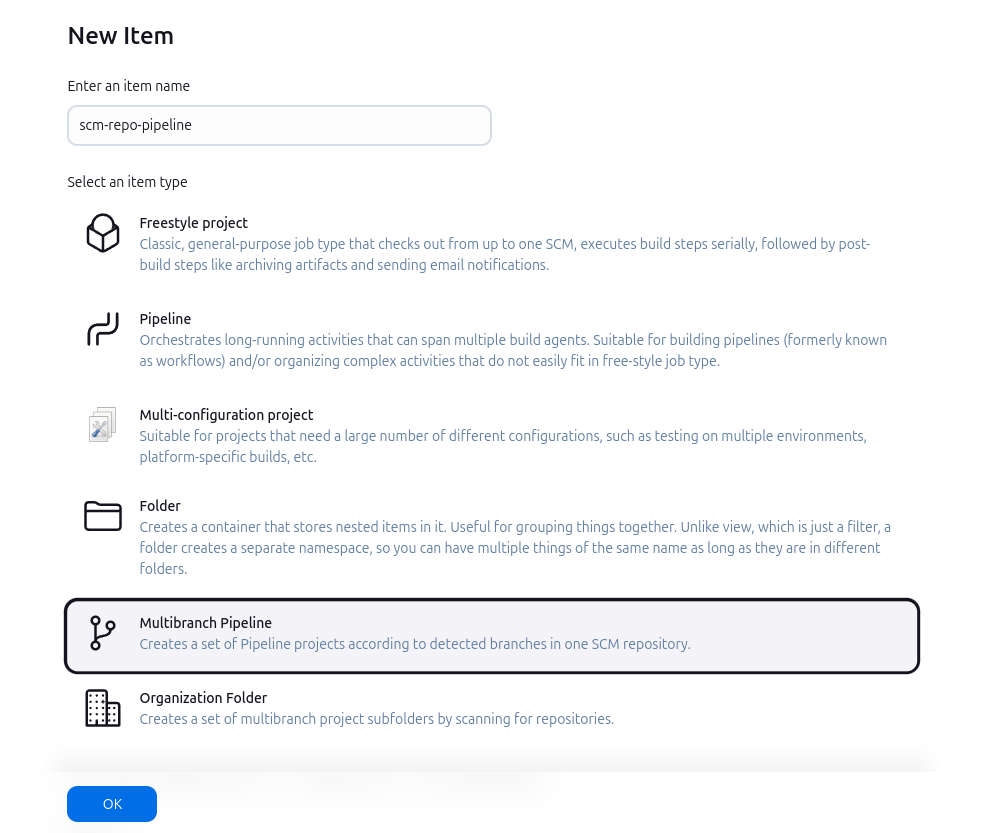 New Item
Enter an item name
scm-repo-pipeline
Select an item type
Freestyle project
Classic, general-purpose job type that checks out from up to one SCM, executes build steps serially, followed by post-
build steps like archiving artifacts and sending email notifications.
Pipeline
Orchestrates long-running activities that can span multiple build agents. Suitable for building pipelines (formerly known
as workflows) and/or organizing complex activities that do not easily fit in free-style job type.
Multi-configuration project
Suitable for projects that need a large number of different configurations, such as testing on multiple environments,
platform-specific builds, etc.
Folder
Creates a container that stores nested items in it. Useful for grouping things together. Unlike view, which is just a filter, a
folder creates a separate namespace, so you can have multiple things of the same name as long as they are in different
folders.
Multibranch Pipeline
Creates a set of Pipeline projects according to detected branches in one SCM repository.
Organization Folder
Creates a set of multibranch project subfolders by scanning for repositories.
OK